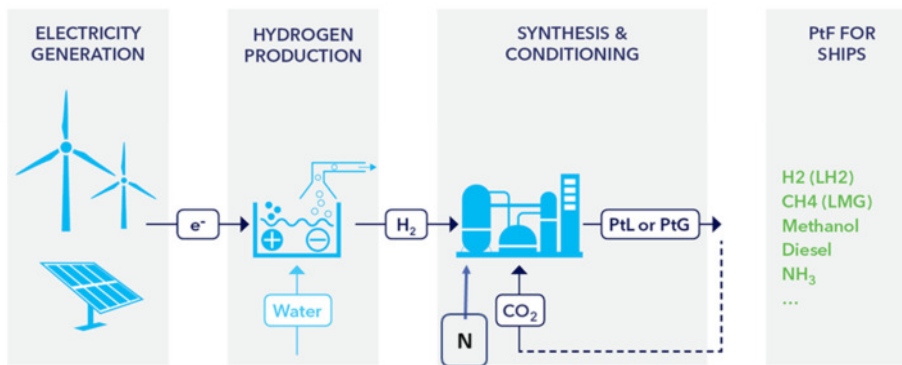 ELECTRICITY
GENERATION
HYDROGEN
PRODUCTION
SYNTHESIS &
CONDITIONING
PtF FOR
SHIPS
e-
H₂
PtL or PtG
Water
N
CO₂
H2 (LH2)
CH4 (LMG)
Methanol
Diesel
NH₃
...